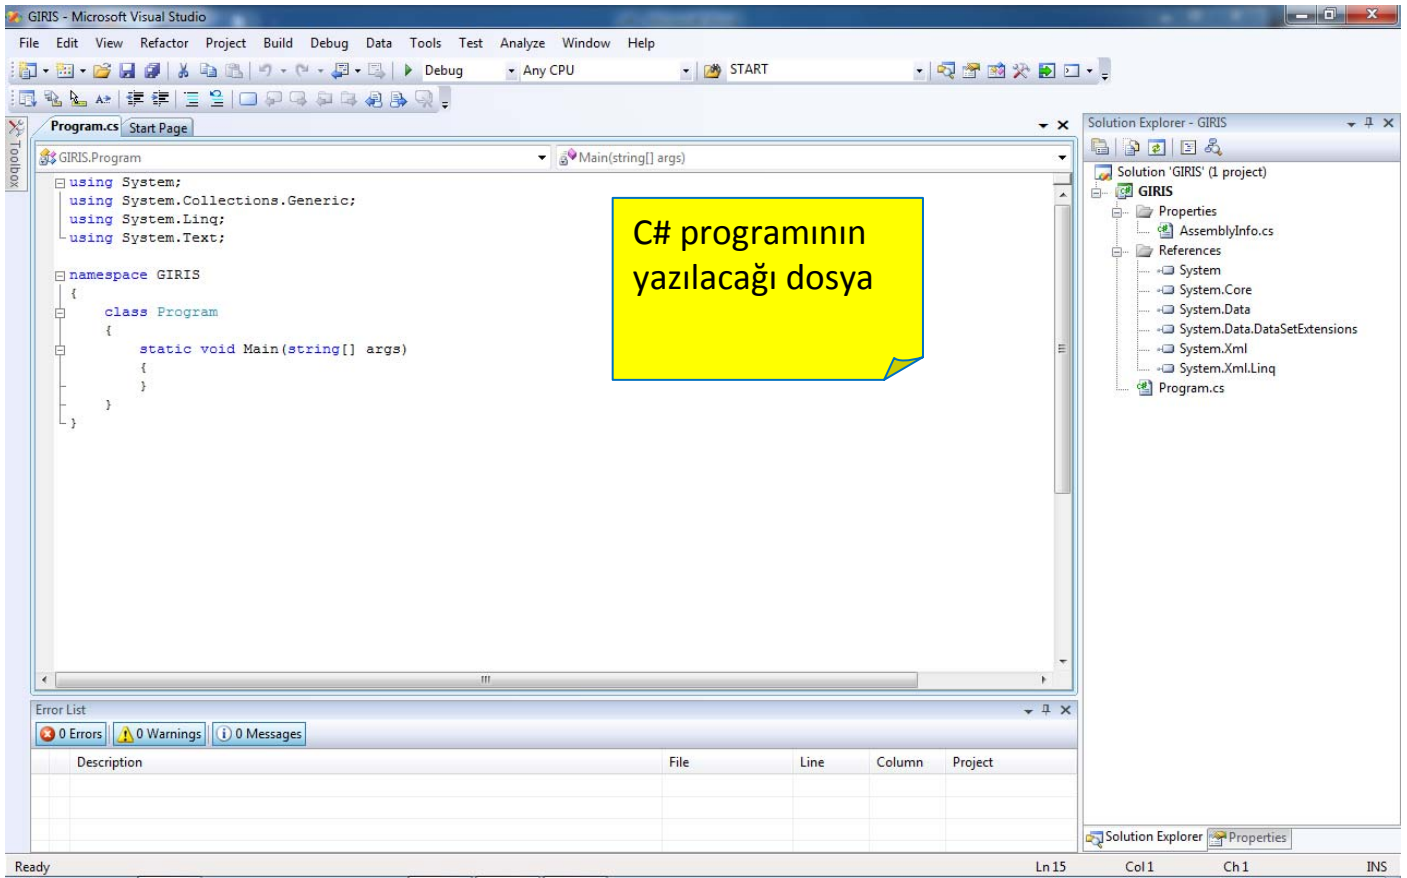 GIRIS - Microsoft Visual Studio
File Edit View Refactor Project Build Debug Data Tools Test Analyze Window Help
Debug Any CPU START
Toolbox
Program.cs Start Page
GIRIS.Program Main(string[] args)
using System;
using System.Collections.Generic;
using System.Linq;
using System.Text;
namespace GIRIS
{
class Program
{
static void Main(string[] args)
{
}
}
}
C# programının
yazılacağı dosya
Solution Explorer - GIRIS
Solution 'GIRIS' (1 project)
GIRIS
Properties
AssemblyInfo.cs
References
System
System.Core
System.Data
System.Data.DataSetExtensions
System.Xml
System.Xml.Linq
Program.cs
Error List
0 Errors 0 Warnings 0 Messages
Description File Line Column Project
Solution Explorer Properties
Ready Ln 15 Col 1 Ch 1 INS